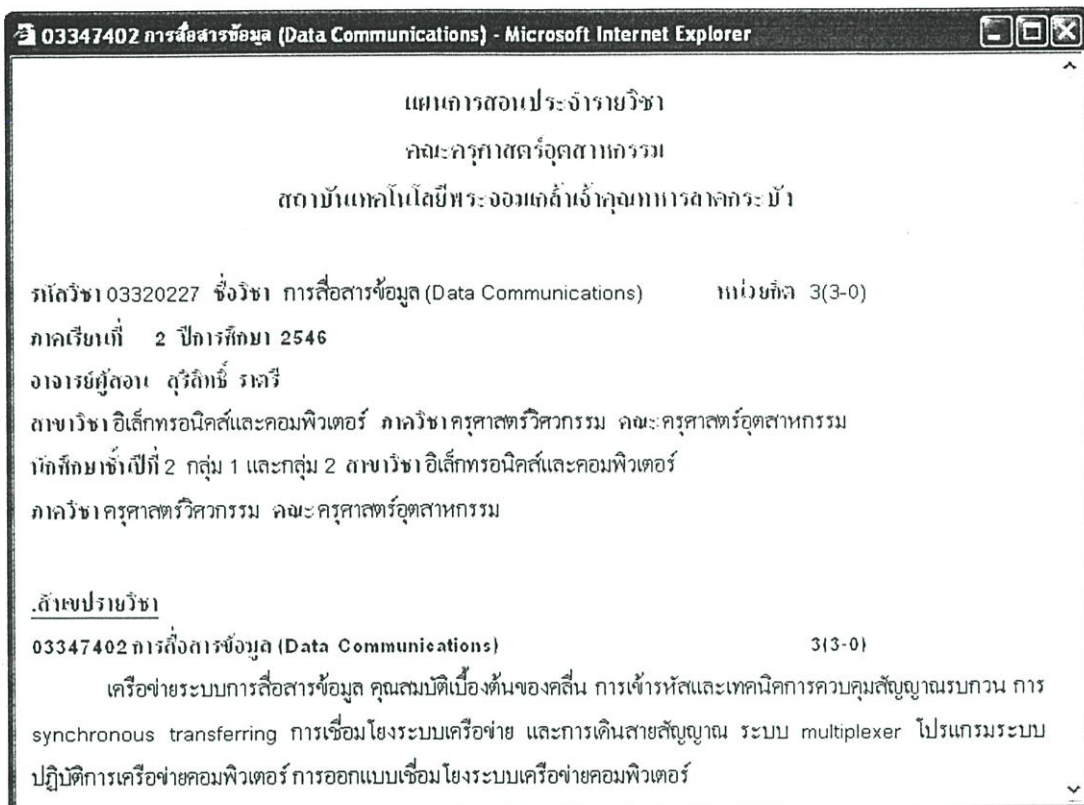 03347402 การสื่อสารข้อมูล (Data Communications) - Microsoft Internet Explorer
แผนการสอนประจำรายวิชา
คณะครุศาสตร์อุตสาหกรรม
สถาบันเทคโนโลยีพระจอมเกล้าเจ้าคุณทหารลาดกระบัง
รหัสวิชา 03320227 ชื่อวิชา การสื่อสารข้อมูล (Data Communications) หน่วยกิต 3(3-0)
ภาคเรียนที่ 2 ปีการศึกษา 2546
อาจารย์ผู้สอน สุรสิทธิ์ ราตรี
สาขาวิชา อิเล็กทรอนิคส์และคอมพิวเตอร์ ภาควิชา ครุศาสตร์วิศวกรรม คณะ ครุศาสตร์อุตสาหกรรม
นักศึกษาชั้นปีที่ 2 กลุ่ม 1 และกลุ่ม 2 สาขาวิชา อิเล็กทรอนิคส์และคอมพิวเตอร์
ภาควิชา ครุศาสตร์วิศวกรรม คณะ ครุศาสตร์อุตสาหกรรม
.สังเขปรายวิชา
03347402 การสื่อสารข้อมูล (Data Communications) 3(3-0)
เครือข่ายระบบการสื่อสารข้อมูล คุณสมบัติเบื้องต้นของคลื่น การเข้ารหัสและเทคนิคการควบคุมสัญญาณรบกวน การ
synchronous transferring การเชื่อมโยงระบบเครือข่าย และการเดินสายสัญญาณ ระบบ multiplexer โปรแกรมระบบ
ปฏิบัติการเครือข่ายคอมพิวเตอร์ การออกแบบเชื่อมโยงระบบเครือข่ายคอมพิวเตอร์